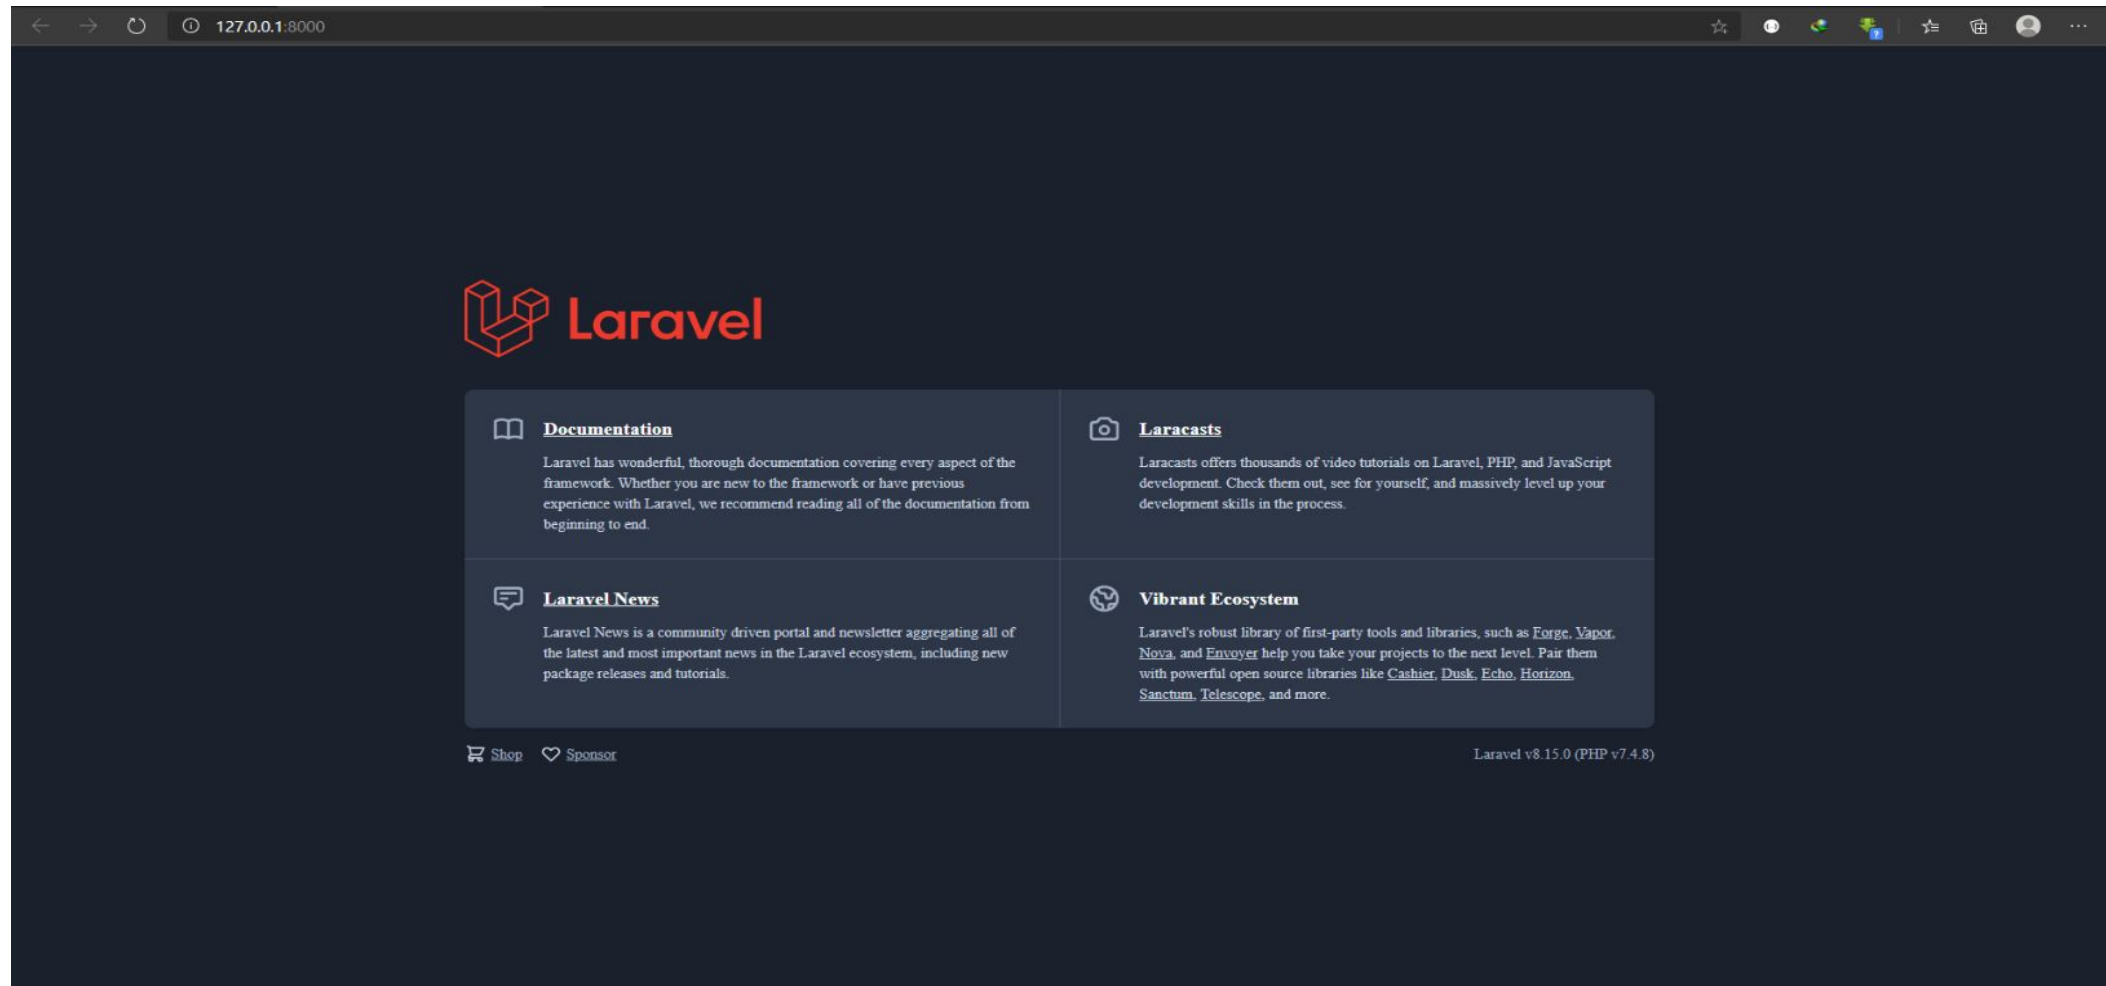 127.0.0.1:8000
Laravel
Documentation
Laravel has wonderful, thorough documentation covering every aspect of the
framework. Whether you are new to the framework or have previous
experience with Laravel, we recommend reading all of the documentation from
beginning to end.
Laracasts
Laracasts offers thousands of video tutorials on Laravel, PHP, and JavaScript
development. Check them out, see for yourself, and massively level up your
development skills in the process.
Laravel News
Laravel News is a community driven portal and newsletter aggregating all of
the latest and most important news in the Laravel ecosystem, including new
package releases and tutorials.
Vibrant Ecosystem
Laravel's robust library of first-party tools and libraries, such as Forge, Vapor,
Nova, and Envoyer help you take your projects to the next level. Pair them
with powerful open source libraries like Cashier, Dusk, Echo, Horizon,
Sanctum, Telescope, and more.
Shop Sponsor
Laravel v8.15.0 (PHP v7.4.8)